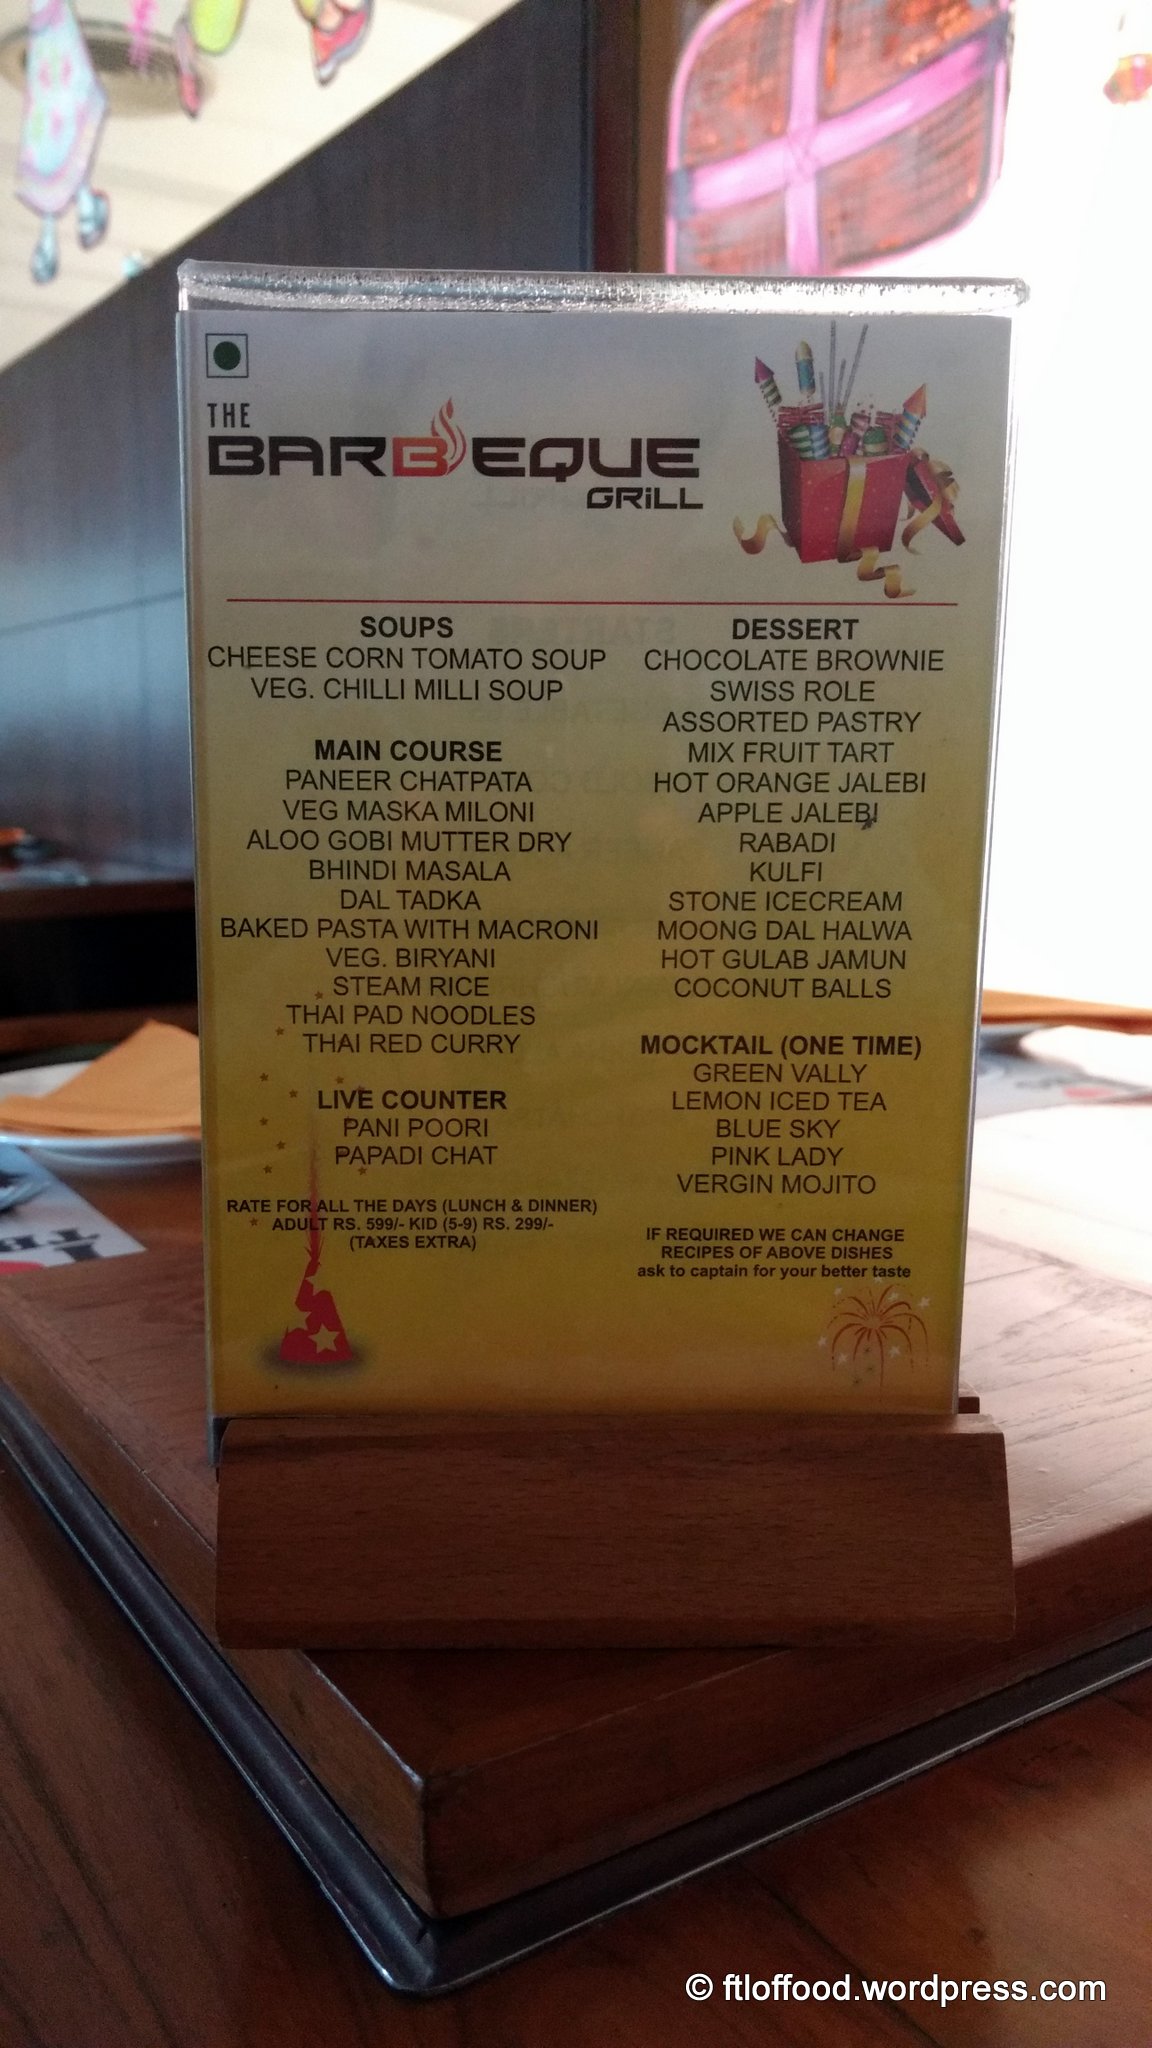 THE
BARBEQUE
GRiLL
SOUPS
CHEESE CORN TOMATO SOUP
VEG. CHILLI MILLI SOUP
MAIN COURSE
PANEER CHATPATA
VEG MASKA MILONI
ALOO GOBI MUTTER DRY
BHINDI MASALA
DAL TADKA
BAKED PASTA WITH MACRONI
VEG. BIRYANI
STEAM RICE
THAI PAD NOODLES
THAI RED CURRY
LIVE COUNTER
PANI POORI
PAPADI CHAT
RATE FOR ALL THE DAYS (LUNCH & DINNER)
ADULT RS. 599/- KID (5-9) RS. 299/-
(TAXES EXTRA)
DESSERT
CHOCOLATE BROWNIE
SWISS ROLE
ASSORTED PASTRY
MIX FRUIT TART
HOT ORANGE JALEBI
APPLE JALEBI
RABADI
KULFI
STONE ICECREAM
MOONG DAL HALWA
HOT GULAB JAMUN
COCONUT BALLS
MOCKTAIL (ONE TIME)
GREEN VALLY
LEMON ICED TEA
BLUE SKY
PINK LADY
VERGIN MOJITO
IF REQUIRED WE CAN CHANGE
RECIPES OF ABOVE DISHES
ask to captain for your better taste
© ftloffood.wordpress.com